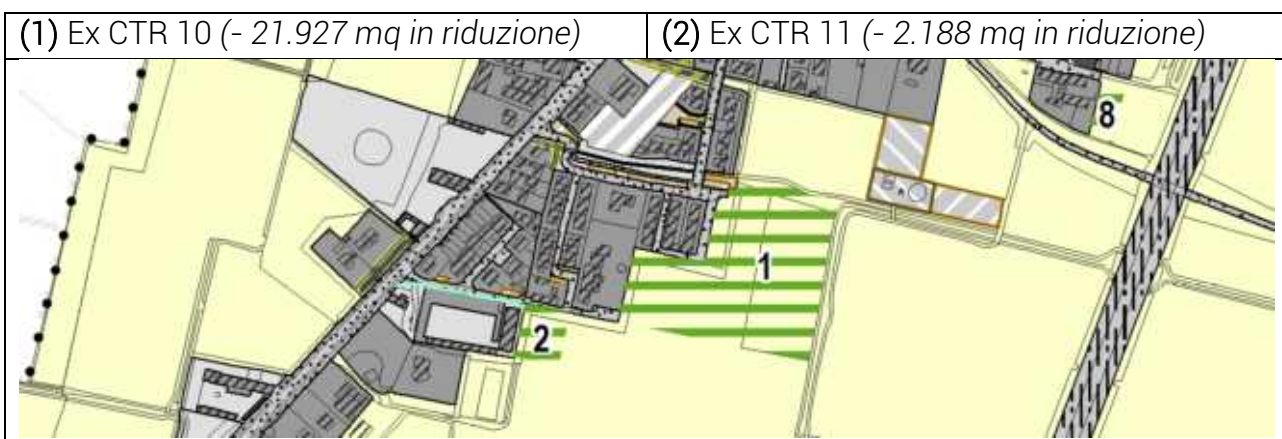 (1) Ex CTR 10 (- 21.927 mq in riduzione)
(2) Ex CTR 11 (- 2.188 mq in riduzione)
8
1
2